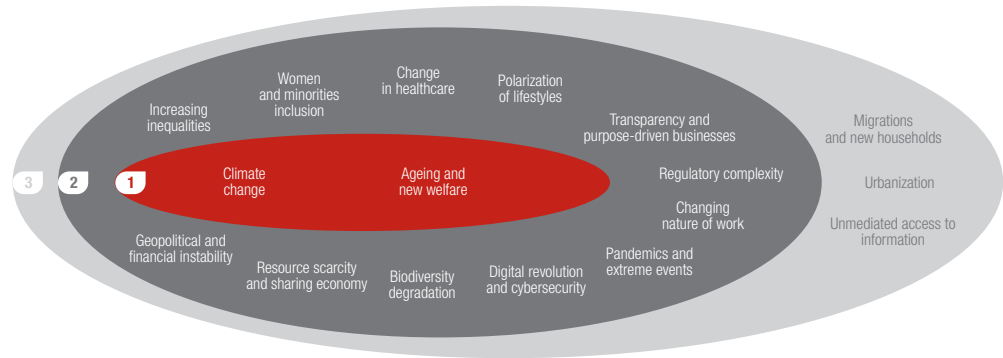 Women
and minorities
inclusion
Change
in healthcare
Polarization
of lifestyles
Increasing
inequalities
Transparency and
purpose-driven businesses
Migrations
and new households
3
2
1
Climate
change
Ageing and
new welfare
Regulatory complexity
Urbanization
Changing
nature of work
Unmediated access to
information
Geopolitical and
financial instability
Resource scarcity
and sharing economy
Biodiversity
degradation
Digital revolution
and cybersecurity
Pandemics and
extreme events